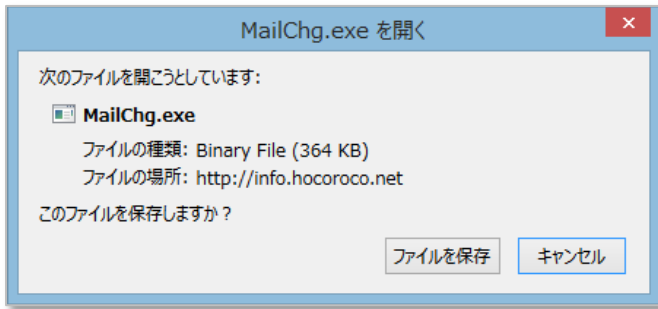 MailChg.exe を開く
次のファイルを開こうとしています:
MailChg.exe
ファイルの種類: Binary File (364 KB)
ファイルの場所: http://info.hocoroco.net
このファイルを保存しますか?
ファイルを保存 キャンセル